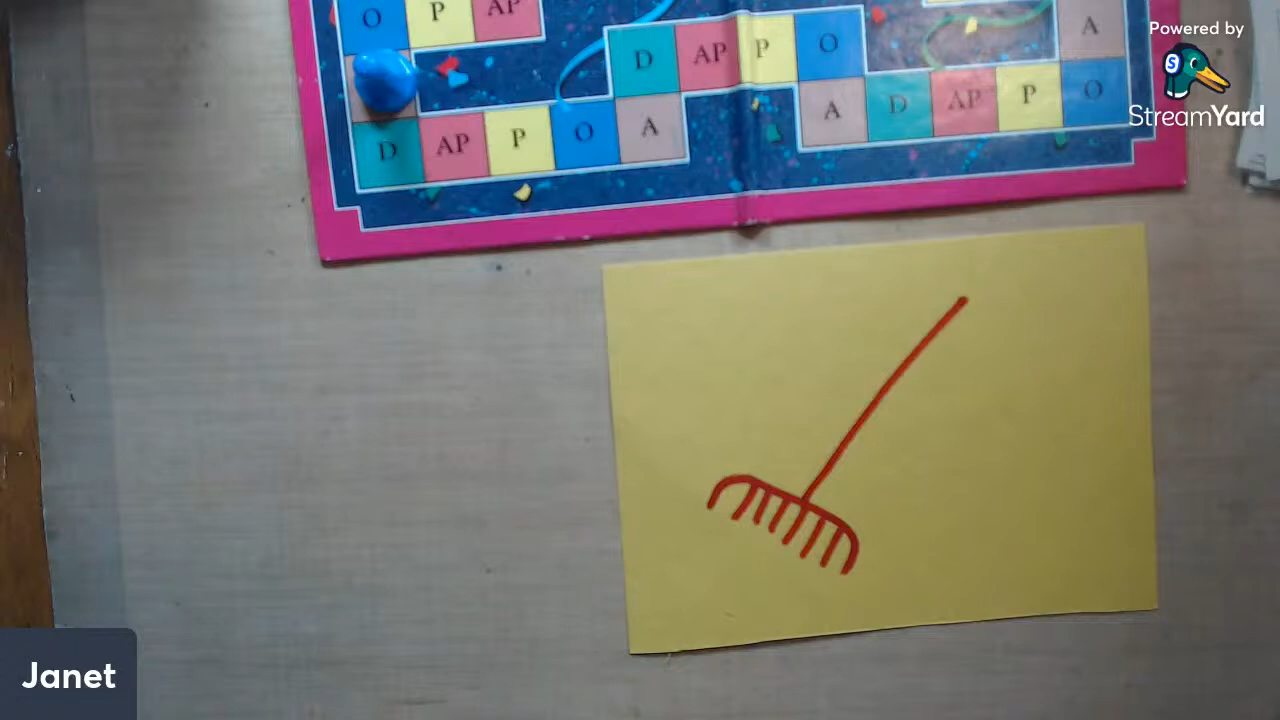 O P AP
D AP P O A
D AP P O A
A D AP P O
Powered by
StreamYard
S
Janet